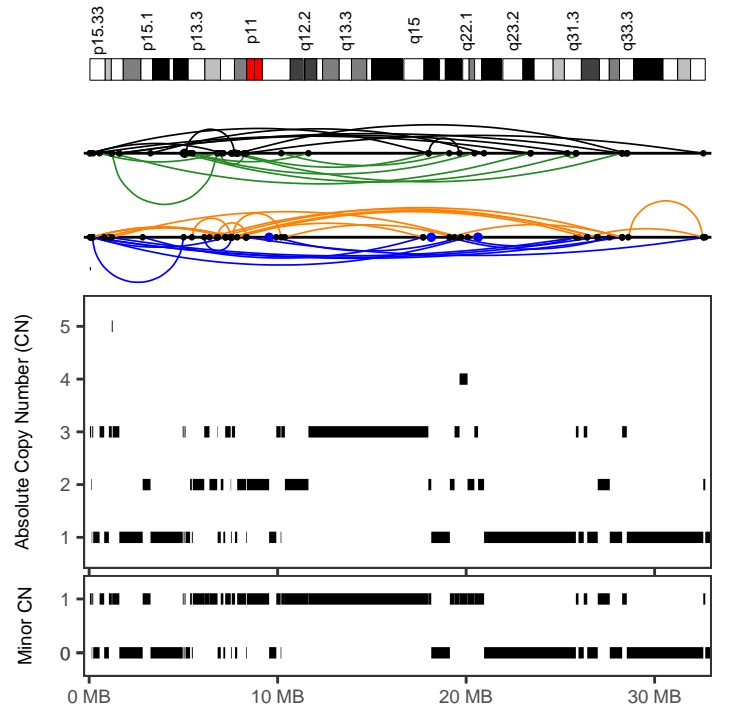 p15.33 p15.1 p13.3 p11 q12.2 q13.3 q15 q22.1 q23.2 q31.3 q33.3
Absolute Copy Number (CN)
5
4
3
2
1
Minor CN
1
0
0 MB 10 MB 20 MB 30 MB